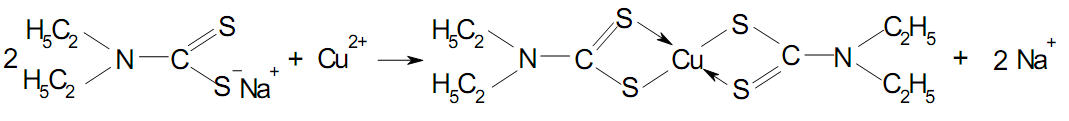 H₅C₂ S H₅C₂ S S C₂H₅
2 N C + Cu²⁺ N C Cu C N + 2 Na⁺
H₅C₂ S⁻ Na⁺ H₅C₂ S S C₂H₅